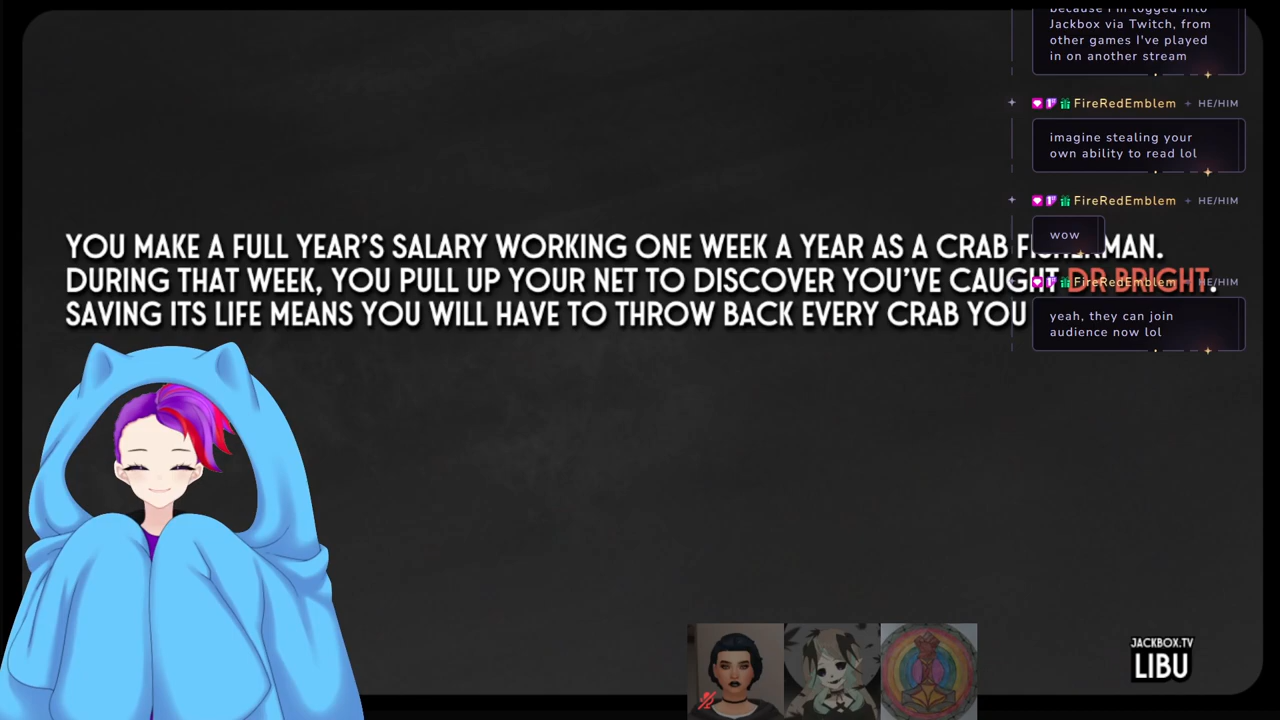 because I'm logged into
Jackbox via Twitch, from
other games I've played
in on another stream
FireRedEmblem HE/HIM
imagine stealing your
own ability to read lol
FireRedEmblem HE/HIM
wow
YOU MAKE A FULL YEAR'S SALARY WORKING ONE WEEK A YEAR AS A CRAB
DURING THAT WEEK, YOU PULL UP YOUR NET TO DISCOVER YOU'VE CAUGHT DR BRIGHT.
SAVING ITS LIFE MEANS YOU WILL HAVE TO THROW BACK EVERY CRAB YOU
FireRedEmblem HE/HIM
yeah, they can join
audience now lol
JACKBOX.TV
LIBU